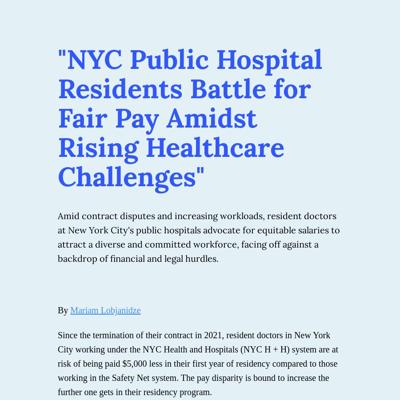 "NYC Public Hospital
Residents Battle for
Fair Pay Amidst
Rising Healthcare
Challenges"
Amid contract disputes and increasing workloads, resident doctors
at New York City's public hospitals advocate for equitable salaries to
attract a diverse and committed workforce, facing off against a
backdrop of financial and legal hurdles.
By Mariam Lobjanidze
Since the termination of their contract in 2021, resident doctors in New York
City working under the NYC Health and Hospitals (NYC H + H) system are at
risk of being paid $5,000 less in their first year of residency compared to those
working in the Safety Net system. The pay disparity is bound to increase the
further one gets in their residency program.